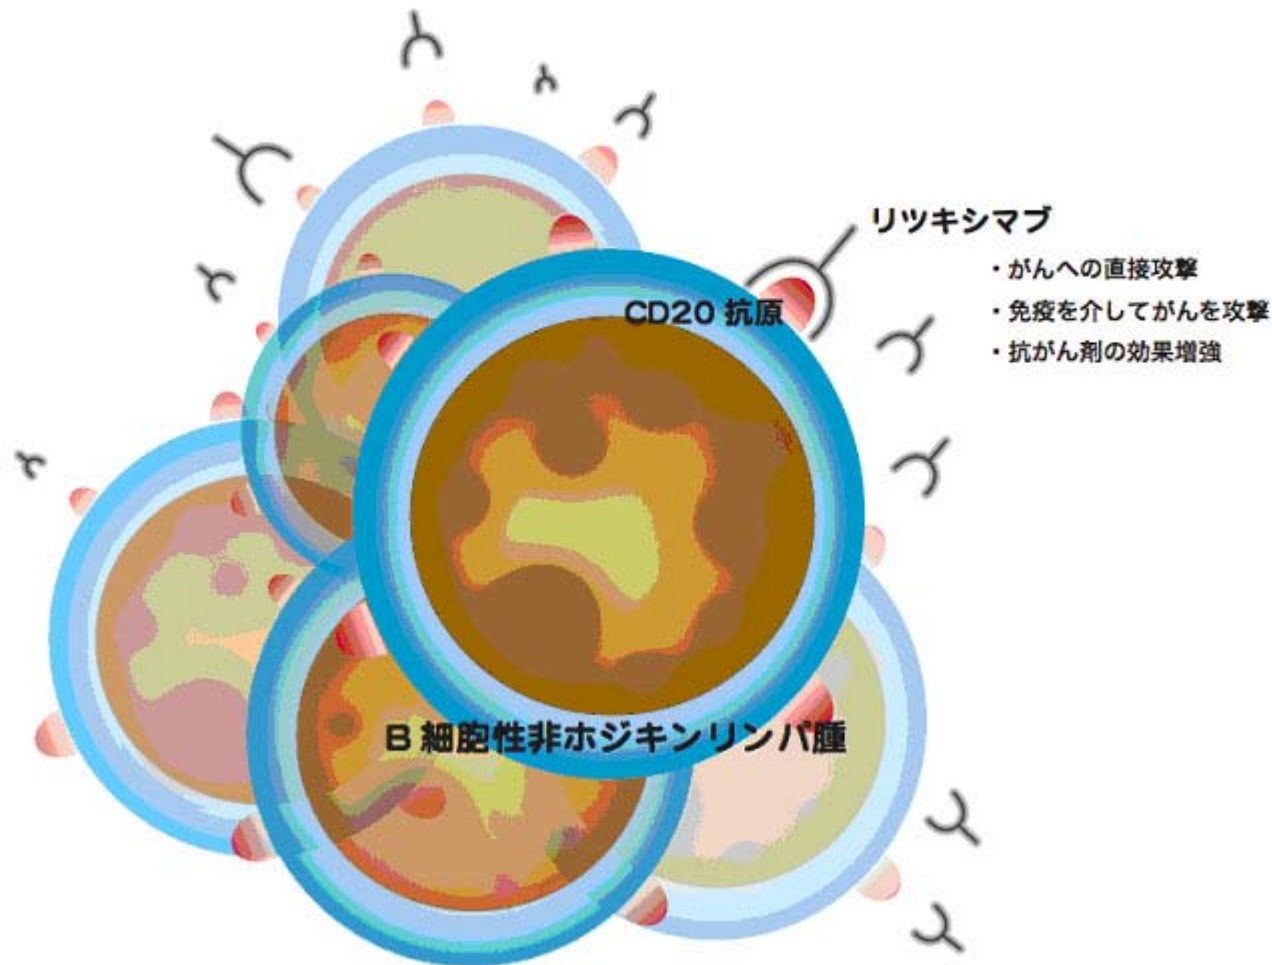 リツキシマブ
・がんへの直接攻撃
・免疫を介してがんを攻撃
・抗がん剤の効果増強
CD20 抗原
B 細胞性非ホジキンリンパ腫